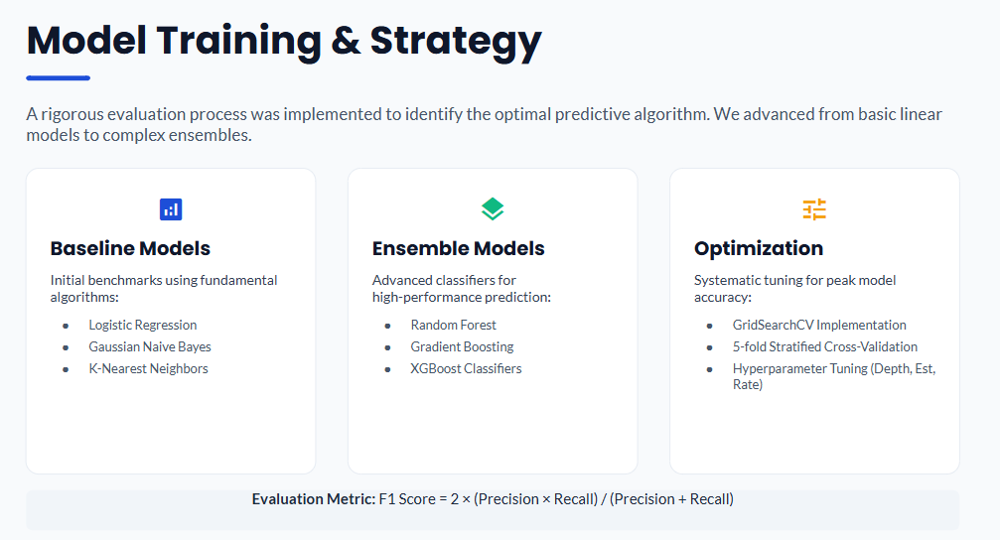 Model Training & Strategy
A rigorous evaluation process was implemented to identify the optimal predictive algorithm. We advanced from basic linear
models to complex ensembles.
Baseline Models
Initial benchmarks using fundamental
algorithms:
• Logistic Regression
• Gaussian Naive Bayes
• K-Nearest Neighbors
Ensemble Models
Advanced classifiers for
high-performance prediction:
• Random Forest
• Gradient Boosting
• XGBoost Classifiers
Optimization
Systematic tuning for peak model
accuracy:
• GridSearchCV Implementation
• 5-fold Stratified Cross-Validation
• Hyperparameter Tuning (Depth, Est,
Rate)
Evaluation Metric: F1 Score = 2 × (Precision × Recall) / (Precision + Recall)